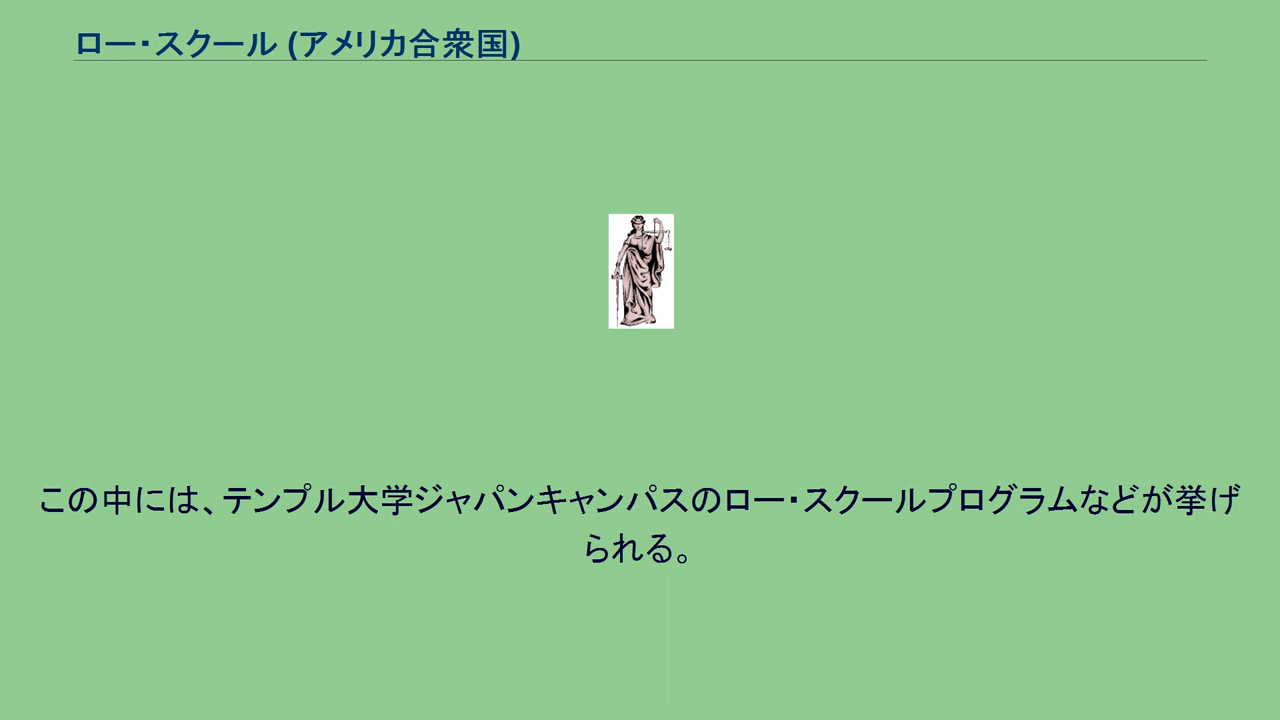 ロー・スクール (アメリカ合衆国)
この中には、テンプル大学ジャパンキャンパスのロー・スクールプログラムなどが挙げ
られる。